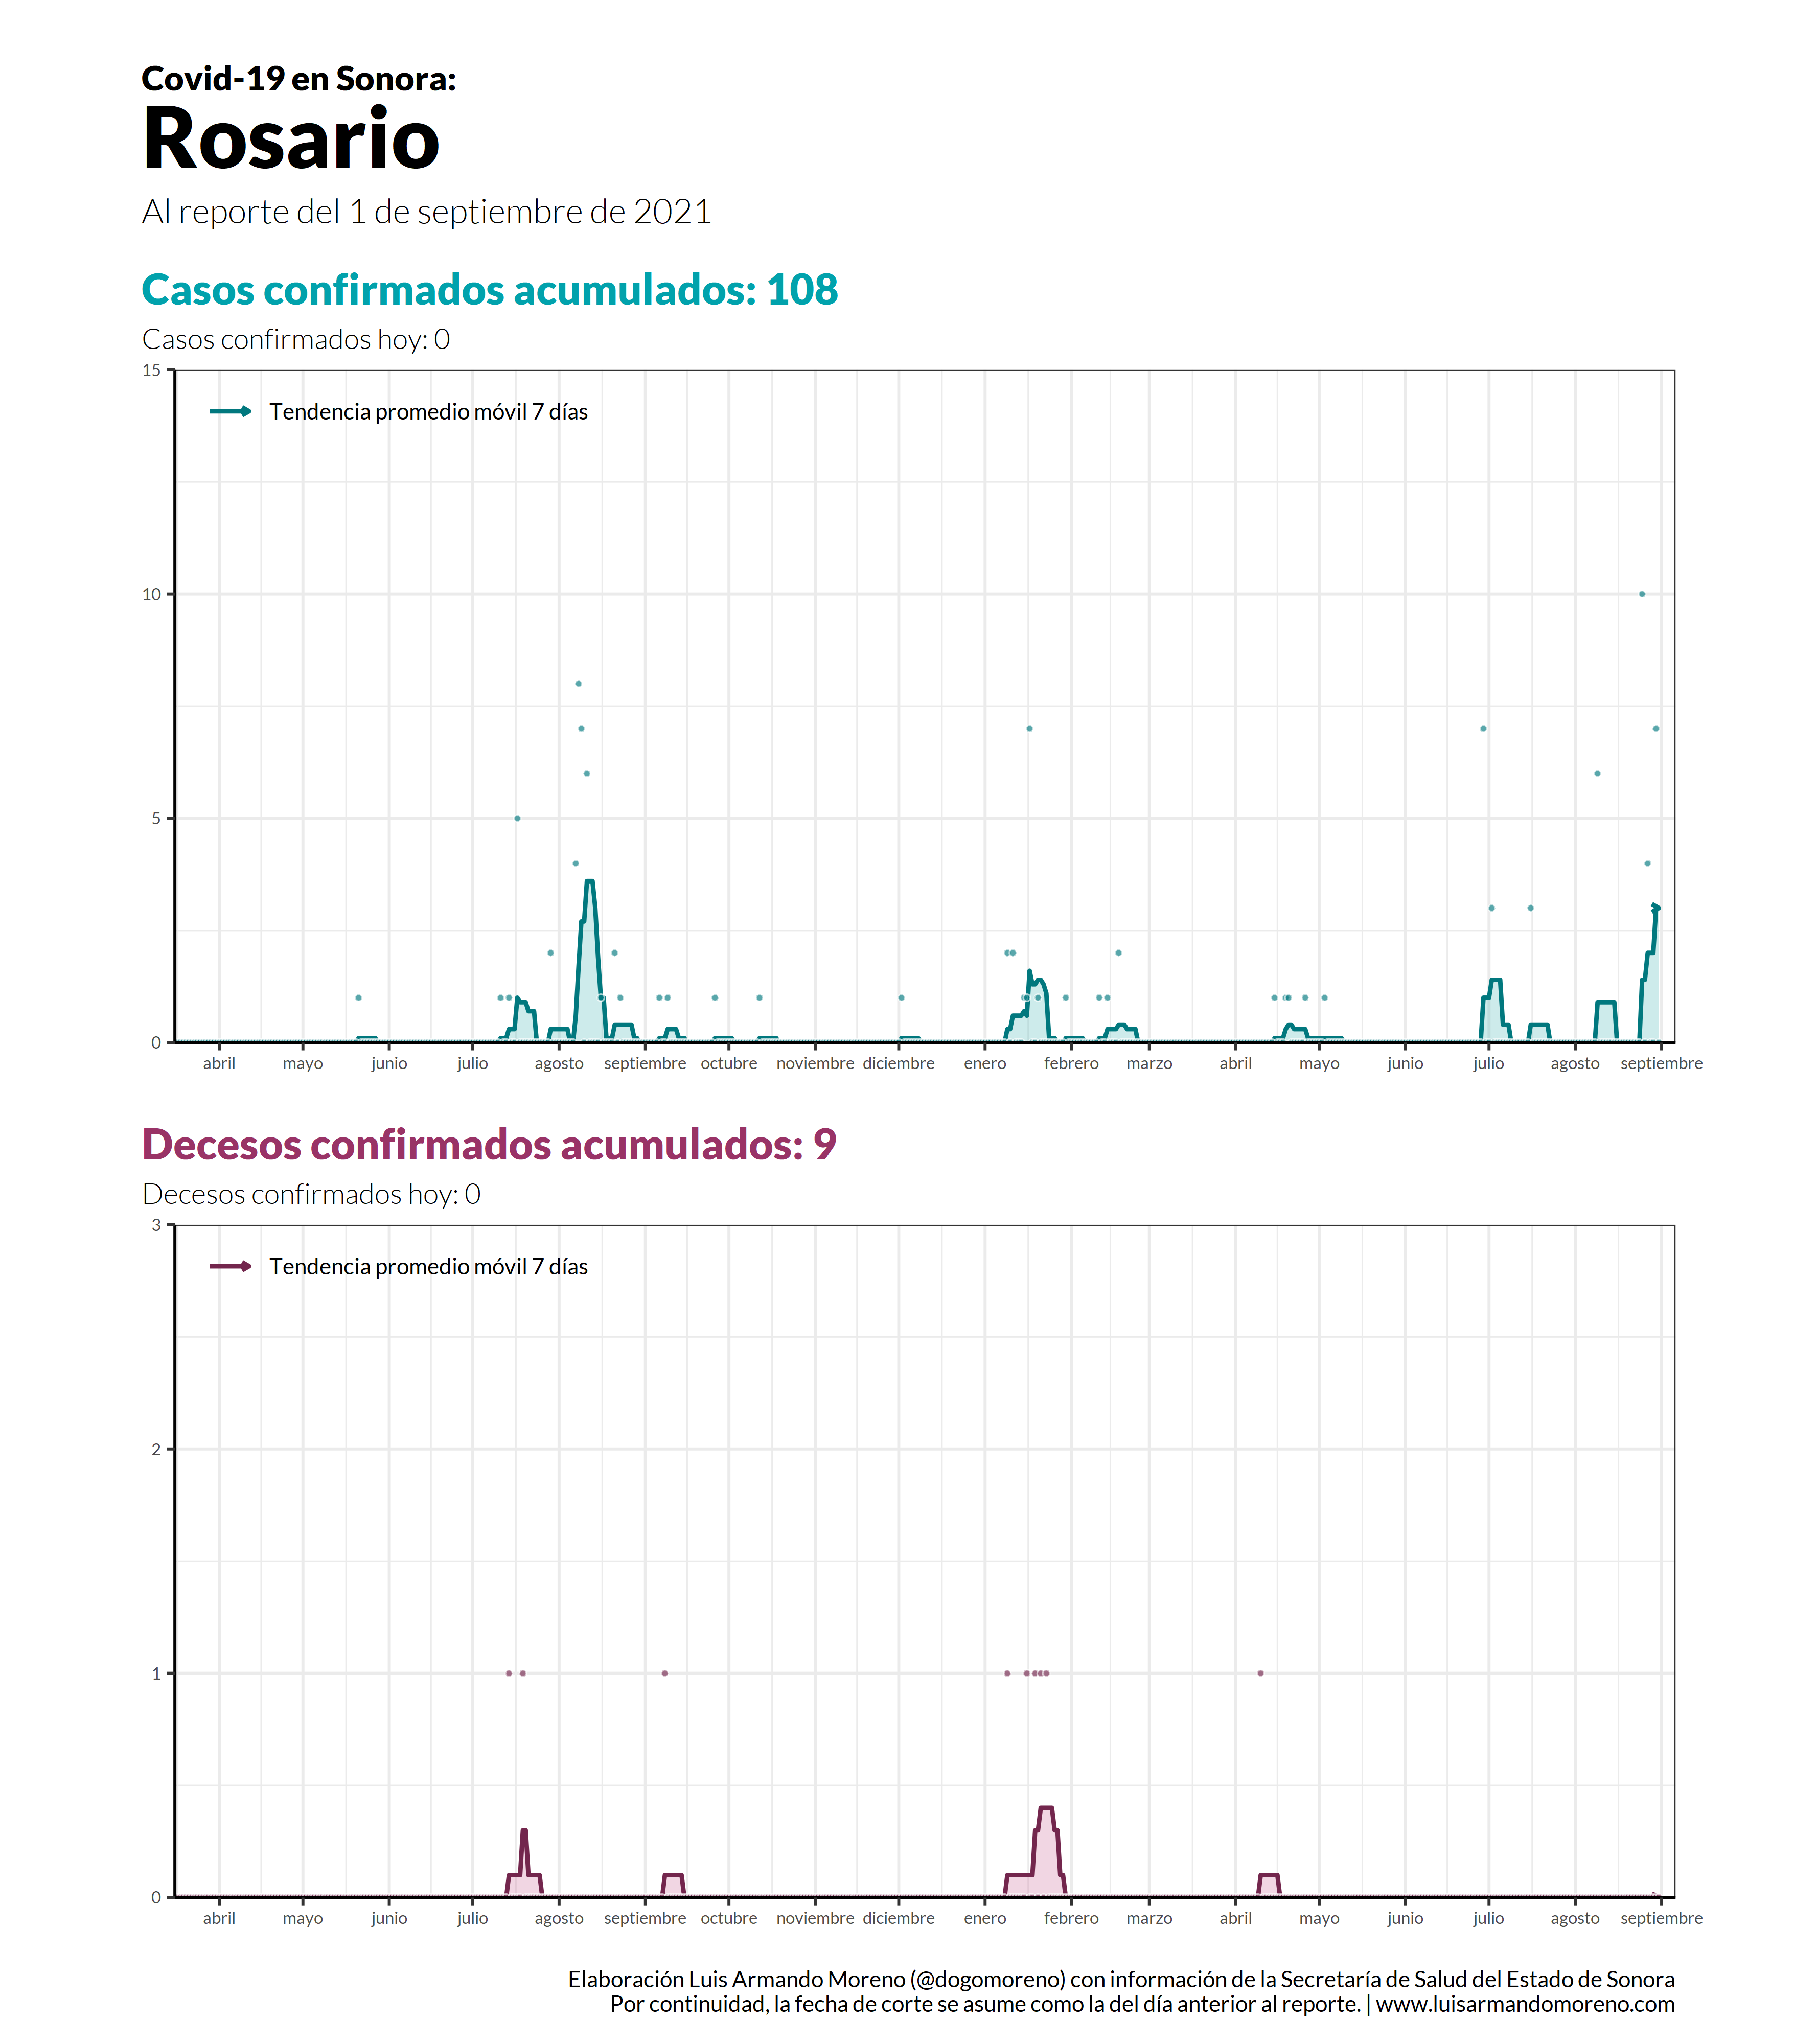 Covid-19 en Sonora:
Rosario
Al reporte del 1 de septiembre de 2021
Casos confirmados acumulados: 108
Casos confirmados hoy: 0
15
Tendencia promedio móvil 7 días
10
5
0
abril mayo junio julio agosto septiembre octubre noviembre diciembre enero febrero marzo abril mayo junio julio agosto septiembre
Decesos confirmados acumulados: 9
Decesos confirmados hoy: 0
3
Tendencia promedio móvil 7 días
2
1
0
abril mayo junio julio agosto septiembre octubre noviembre diciembre enero febrero marzo abril mayo junio julio agosto septiembre
Elaboración Luis Armando Moreno (@dogomoreno) con información de la Secretaría de Salud del Estado de Sonora
Por continuidad, la fecha de corte se asume como la del día anterior al reporte. | www.luisarmandomoreno.com